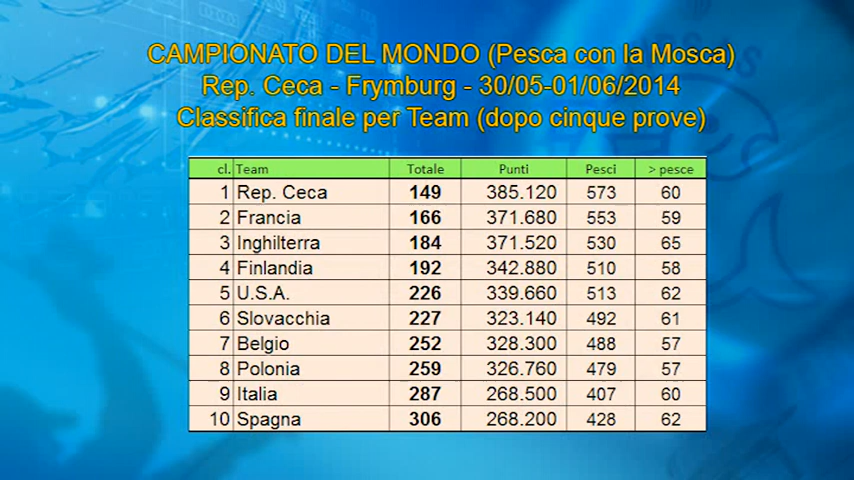 CAMPIONATO DEL MONDO (Pesca con la Mosca)
Rep. Ceca - Frymburg - 30/05-01/06/2014
Classifica finale per Team (dopo cinque prove)
cl. Team Totale Punti Pesci > pesce
1 Rep. Ceca 149 385.120 573 60
2 Francia 166 371.680 553 59
3 Inghilterra 184 371.520 530 65
4 Finlandia 192 342.880 510 58
5 U.S.A. 226 339.660 513 62
6 Slovacchia 227 323.140 492 61
7 Belgio 252 328.300 488 57
8 Polonia 259 326.760 479 57
9 Italia 287 268.500 407 60
10 Spagna 306 268.200 428 62